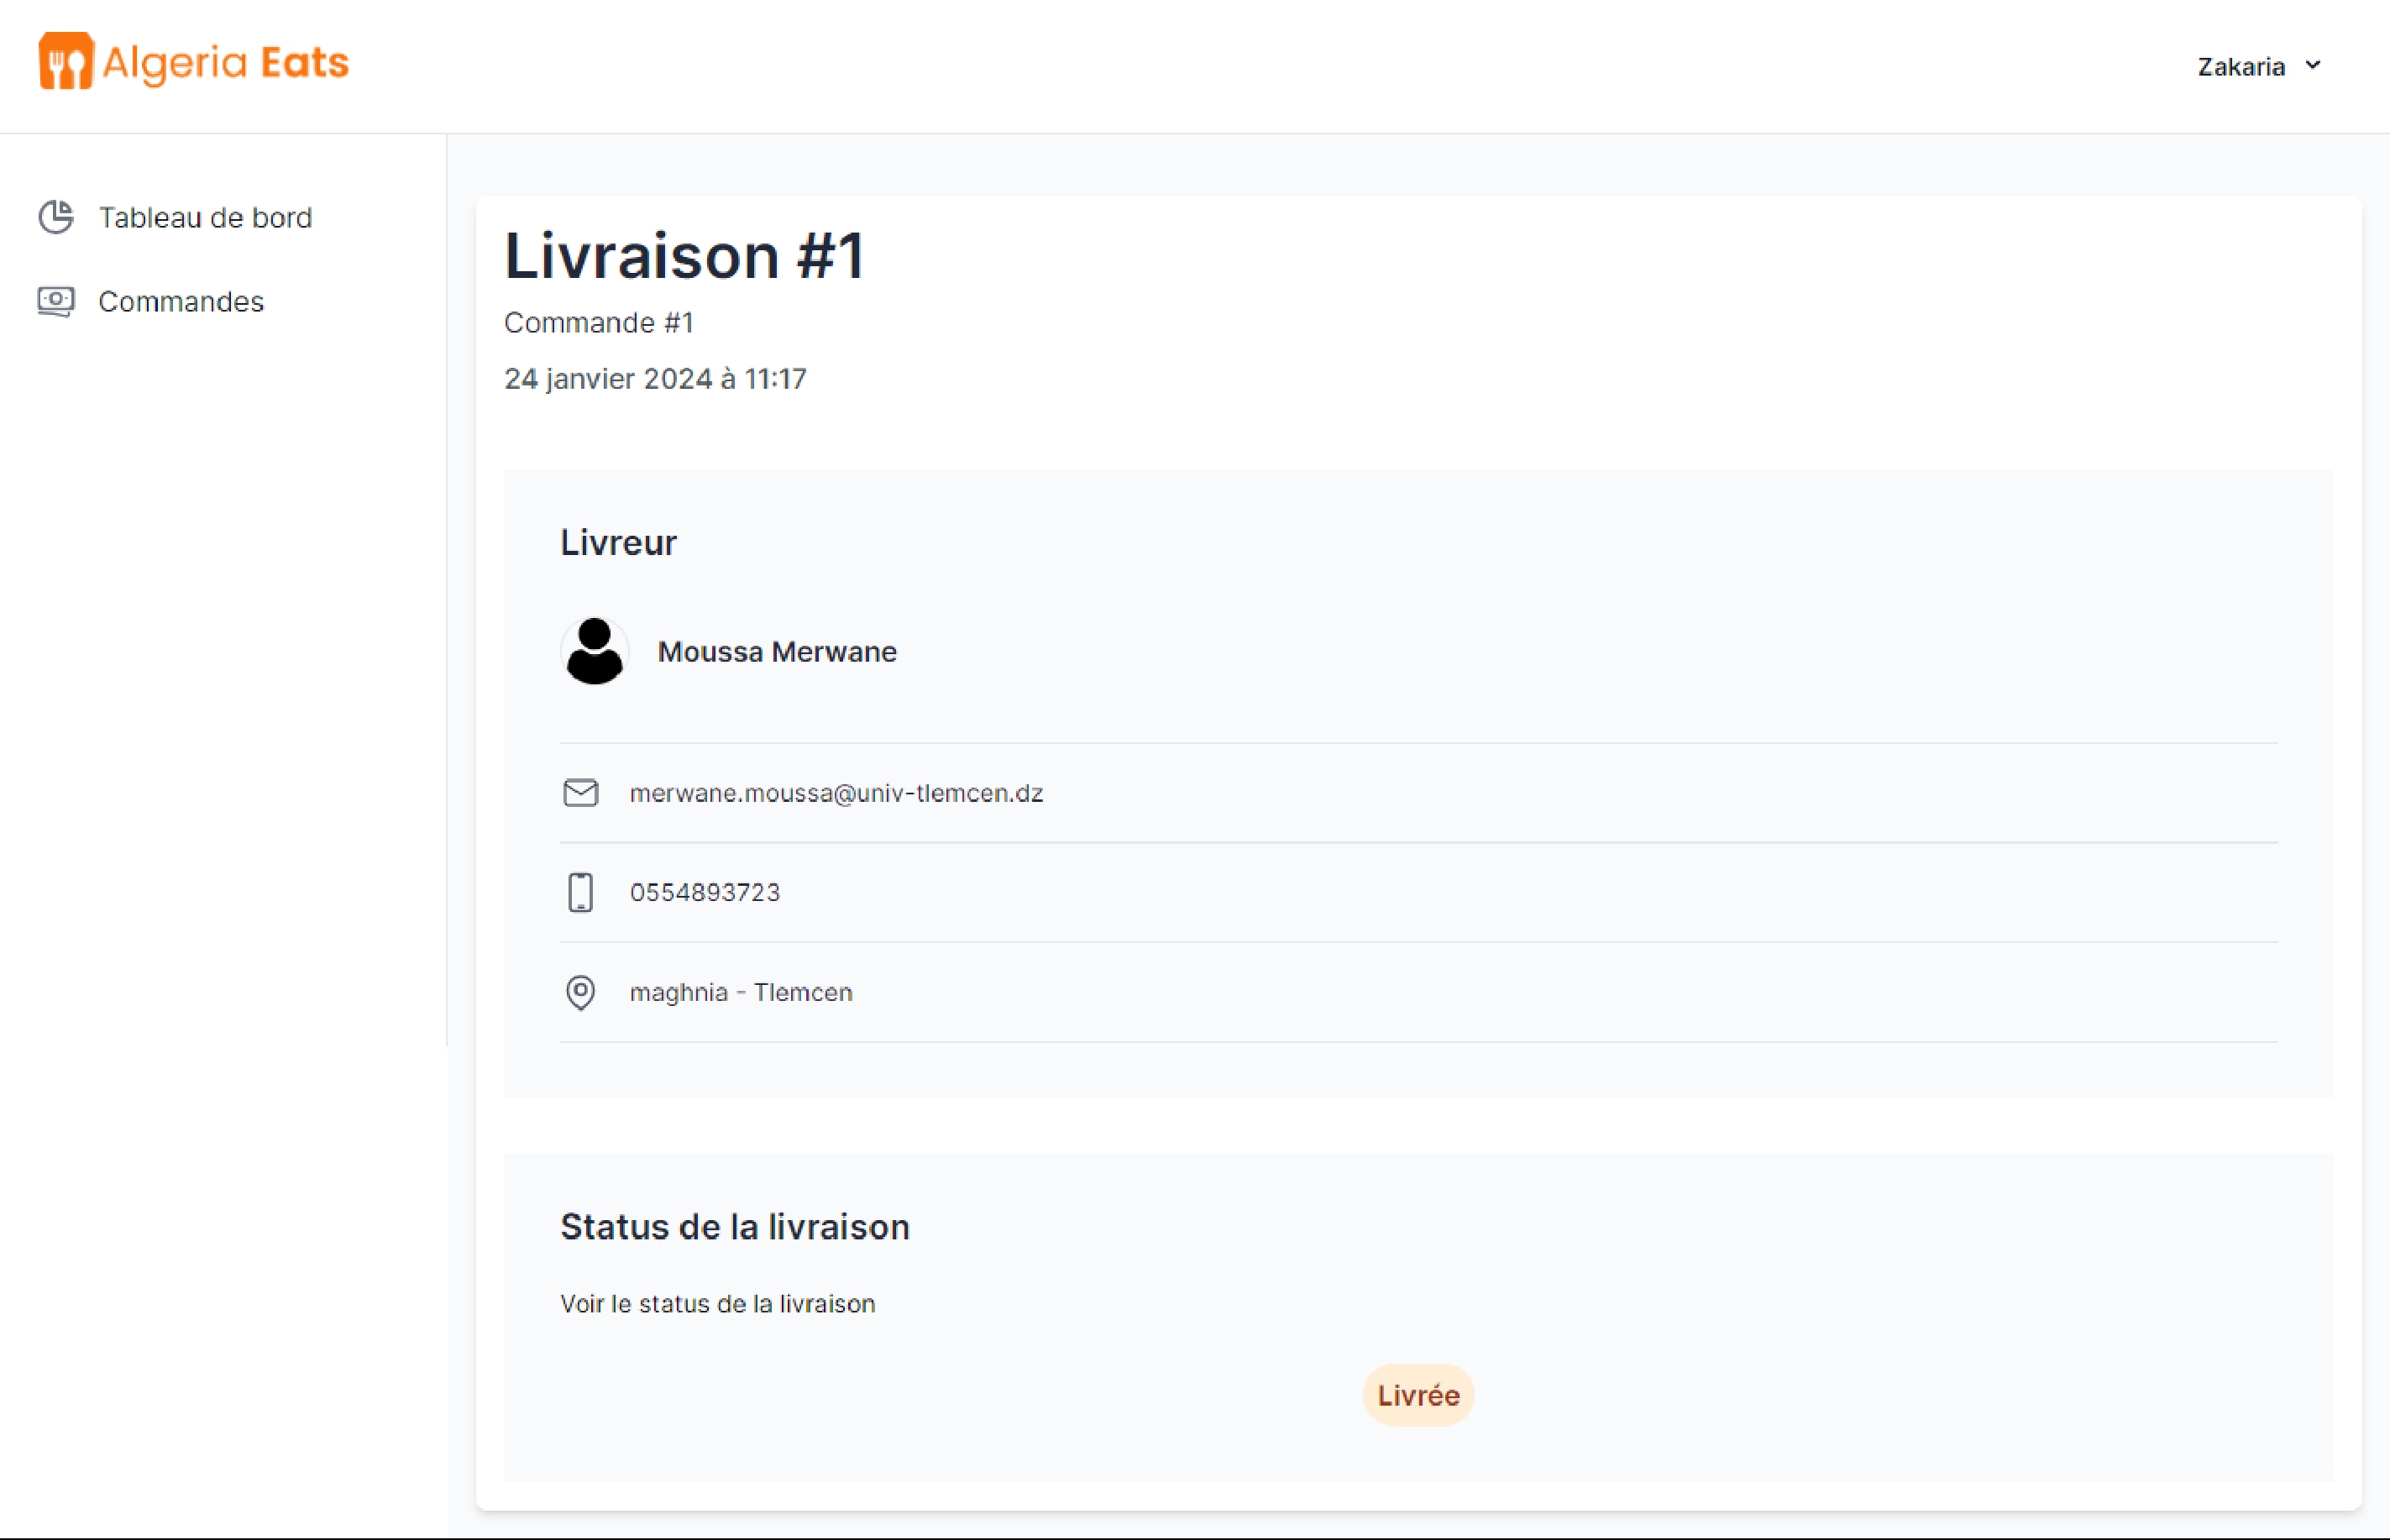 Algeria Eats
Zakaria
Tableau de bord
Commandes
Livraison #1
Commande #1
24 janvier 2024 à 11:17
Livreur
Moussa Merwane
merwane.moussa@univ-tlemcen.dz
0554893723
maghnia - Tlemcen
Status de la livraison
Voir le status de la livraison
Livrée